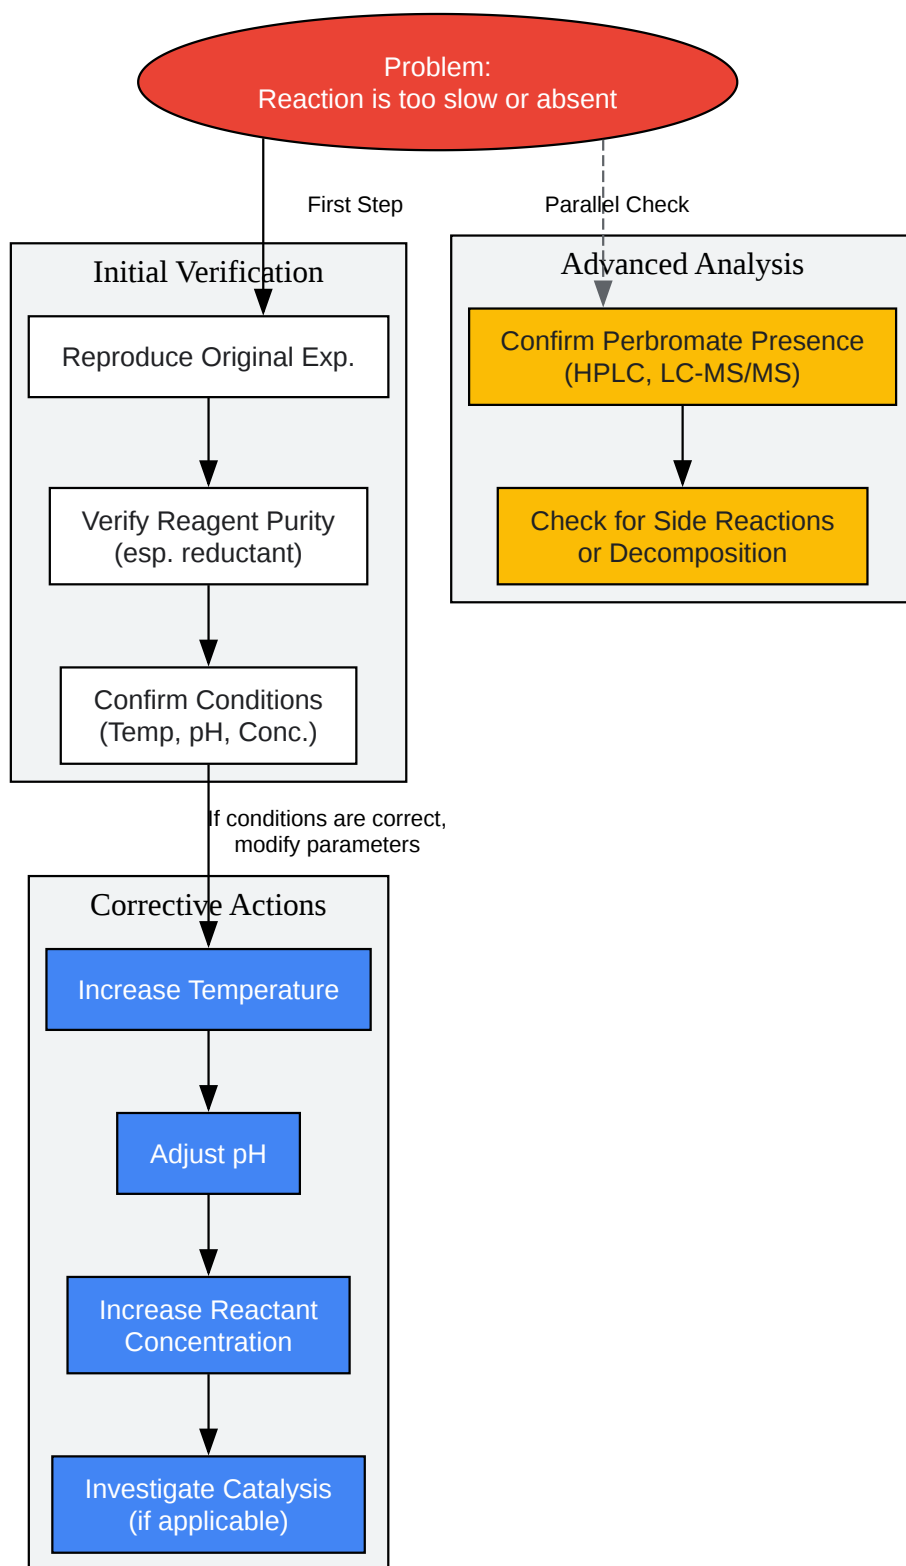 Problem:
Reaction is too slow or absent
First Step
Parallel Check
Initial Verification
Reproduce Original Exp.
Verify Reagent Purity
(esp. reductant)
Confirm Conditions
(Temp, pH, Conc.)
Advanced Analysis
Confirm Perbromate Presence
(HPLC, LC-MS/MS)
Check for Side Reactions
or Decomposition
If conditions are correct,
modify parameters
Corrective Actions
Increase Temperature
Adjust pH
Increase Reactant
Concentration
Investigate Catalysis
(if applicable)